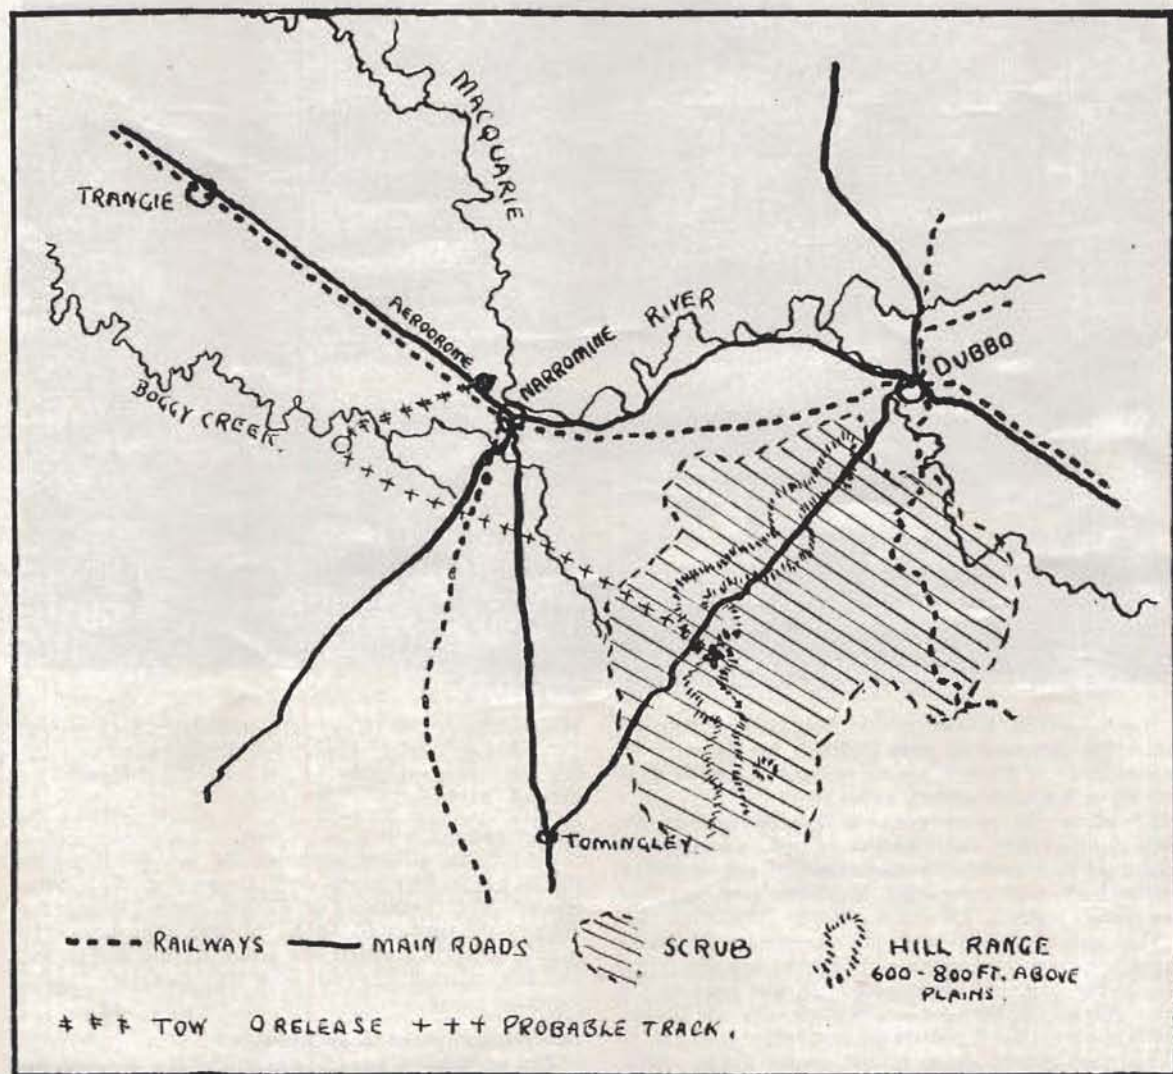 MACQUARIE
TRANGIE
AERODROME
NARROMINE
RIVER
DUBBO
BOGGY CREEK.
TOMINGLEY
RAILWAYS
MAIN ROADS
SCRUB
HILL RANGE
600-800 FT. ABOVE
PLAINS.
TOW O RELEASE + + + PROBABLE TRACK.